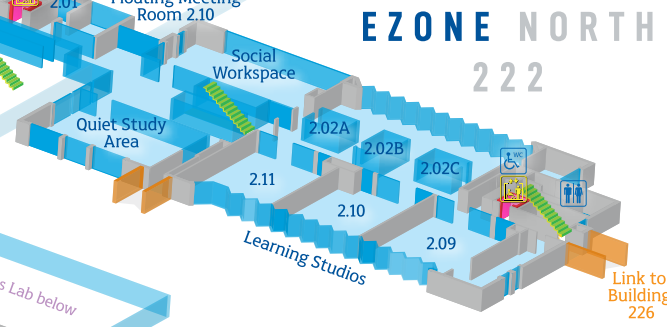 2.01
Floating Meeting
Room 2.10
EZONE NORTH
222
Social
Workspace
Quiet Study
Area
2.02A
2.02B
2.02C
WC
2.11
2.10
2.09
Learning Studios
Link to
Building
226
s Lab below